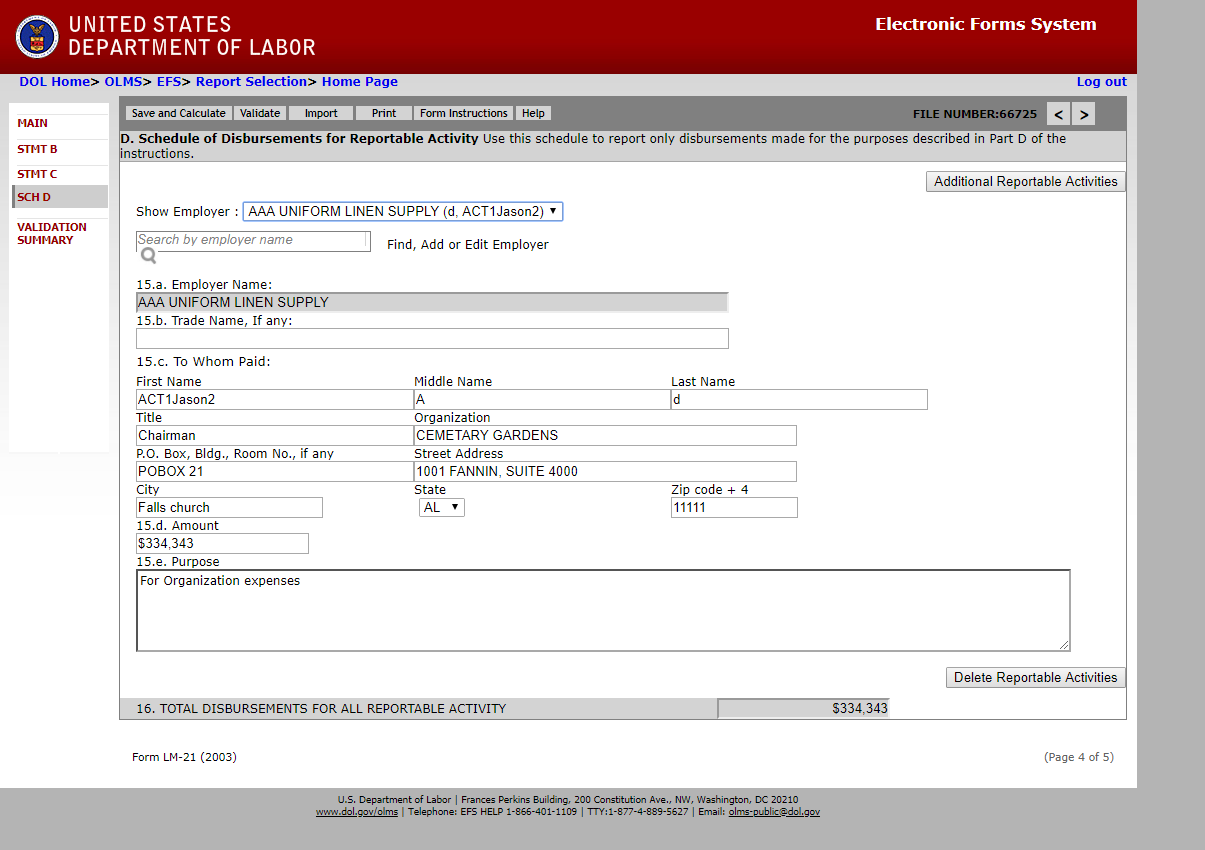 UNITED STATES
DEPARTMENT OF LABOR
Electronic Forms System
DOL Home> OLMS> EFS> Report Selection> Home Page
Log out
MAIN
STMT B
STMT C
SCH D
VALIDATION
SUMMARY
Save and Calculate Validate Import Print Form Instructions Help
FILE NUMBER:66725 < >
D. Schedule of Disbursements for Reportable Activity Use this schedule to report only disbursements made for the purposes described in Part D of the
instructions.
Additional Reportable Activities
Show Employer : AAA UNIFORM LINEN SUPPLY (d, ACT1Jason2)
Search by employer name
Find, Add or Edit Employer
15.a. Employer Name:
AAA UNIFORM LINEN SUPPLY
15.b. Trade Name, If any:
15.c. To Whom Paid:
First Name Middle Name Last Name
ACT1Jason2 A d
Title Organization
Chairman CEMETARY GARDENS
P.O. Box, Bldg., Room No., if any Street Address
POBOX 21 1001 FANNIN, SUITE 4000
City State Zip code + 4
Falls church AL 11111
15.d. Amount
$334,343
15.e. Purpose
For Organization expenses
Delete Reportable Activities
16. TOTAL DISBURSEMENTS FOR ALL REPORTABLE ACTIVITY $334,343
Form LM-21 (2003) (Page 4 of 5)
U.S. Department of Labor | Frances Perkins Building, 200 Constitution Ave., NW, Washington, DC 20210
www.dol.gov/olms | Telephone: EFS HELP 1-866-401-1109 | TTY:1-877-4-889-5627 | Email: olms-public@dol.gov